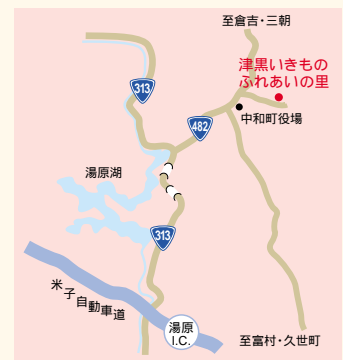 至倉吉・三朝
津黒いきもの
ふれあいの里
313
482
中和町役場
湯原湖
313
米子自動車道
湯原
I.C.
至富村・久世町